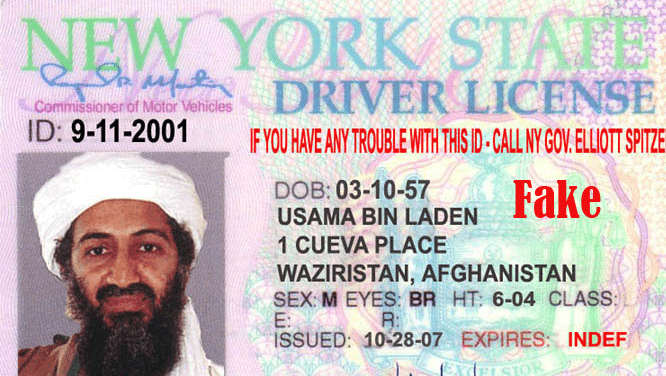 NEW YORK STATE
Commissioner of Motor Vehicles
DRIVER LICENSE
ID: 9-11-2001
IF YOU HAVE ANY TROUBLE WITH THIS ID - CALL NY GOV. ELLIOTT SPITZE
DOB: 03-10-57
Fake
USAMA BIN LADEN
1 CUEVA PLACE
WAZIRISTAN, AFGHANISTAN
SEX: M EYES: BR HT: 6-04 CLASS:
E: R:
ISSUED: 10-28-07 EXPIRES: INDEF
EXCELSIOR